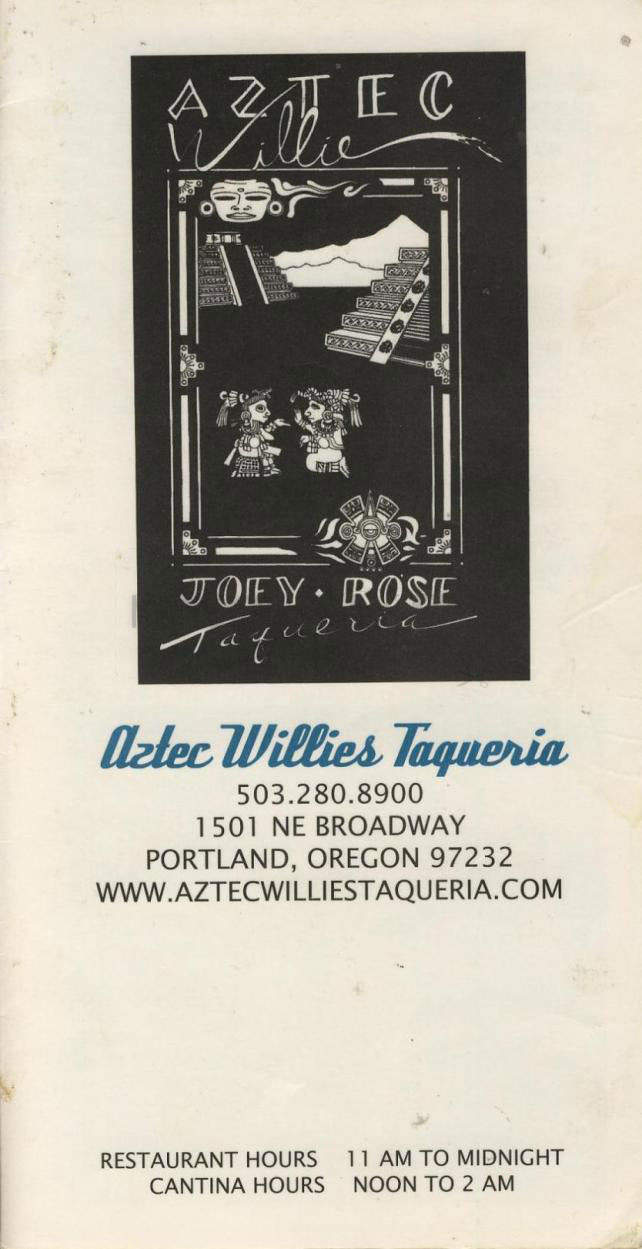 AZTEC
Willie
JOEY · ROSE
Taqueria
Aztec Willies Taqueria
503.280.8900
1501 NE BROADWAY
PORTLAND, OREGON 97232
WWW.AZTECWILLIESTAQUERIA.COM
RESTAURANT HOURS 11 AM TO MIDNIGHT
CANTINA HOURS NOON TO 2 AM